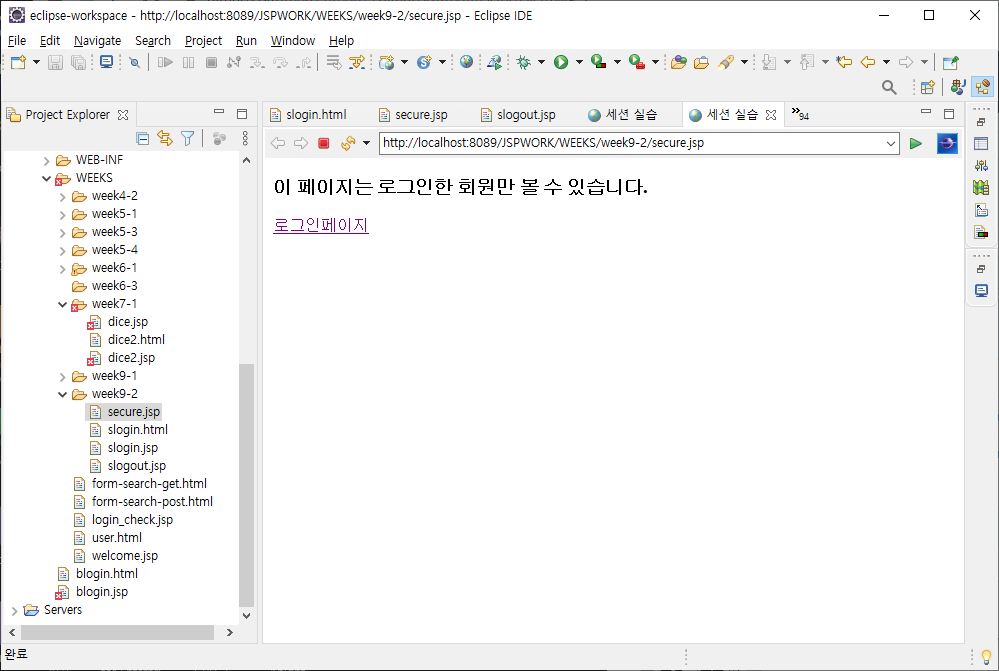 eclipse-workspace - http://localhost:8089/JSPWORK/WEEKS/week9-2/secure.jsp - Eclipse IDE
File Edit Navigate Search Project Run Window Help
Project Explorer
WEB-INF
WEEKS
week4-2
week5-1
week5-3
week5-4
week6-1
week6-3
week7-1
dice.jsp
dice2.html
dice2.jsp
week9-1
week9-2
secure.jsp
slogin.html
slogin.jsp
slogout.jsp
form-search-get.html
form-search-post.html
login_check.jsp
user.html
welcome.jsp
blogin.html
blogin.jsp
Servers
slogin.html secure.jsp slogout.jsp 세션 실습 세션 실습 »94
http://localhost:8089/JSPWORK/WEEKS/week9-2/secure.jsp
이 페이지는 로그인한 회원만 볼 수 있습니다.
로그인페이지
완료